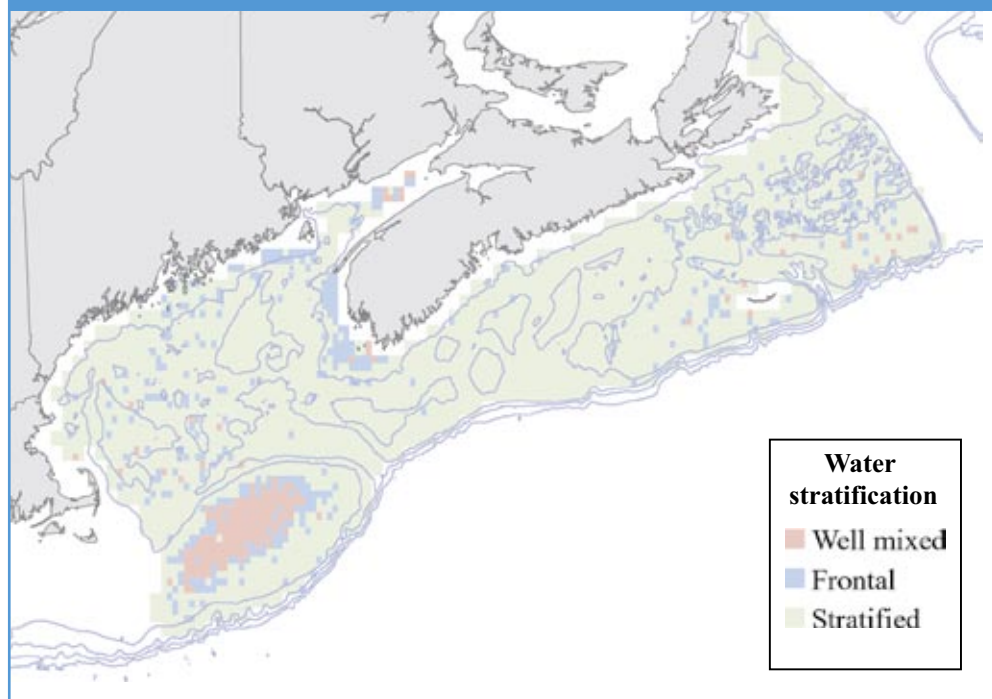 Water
stratification
Well mixed
Frontal
Stratified